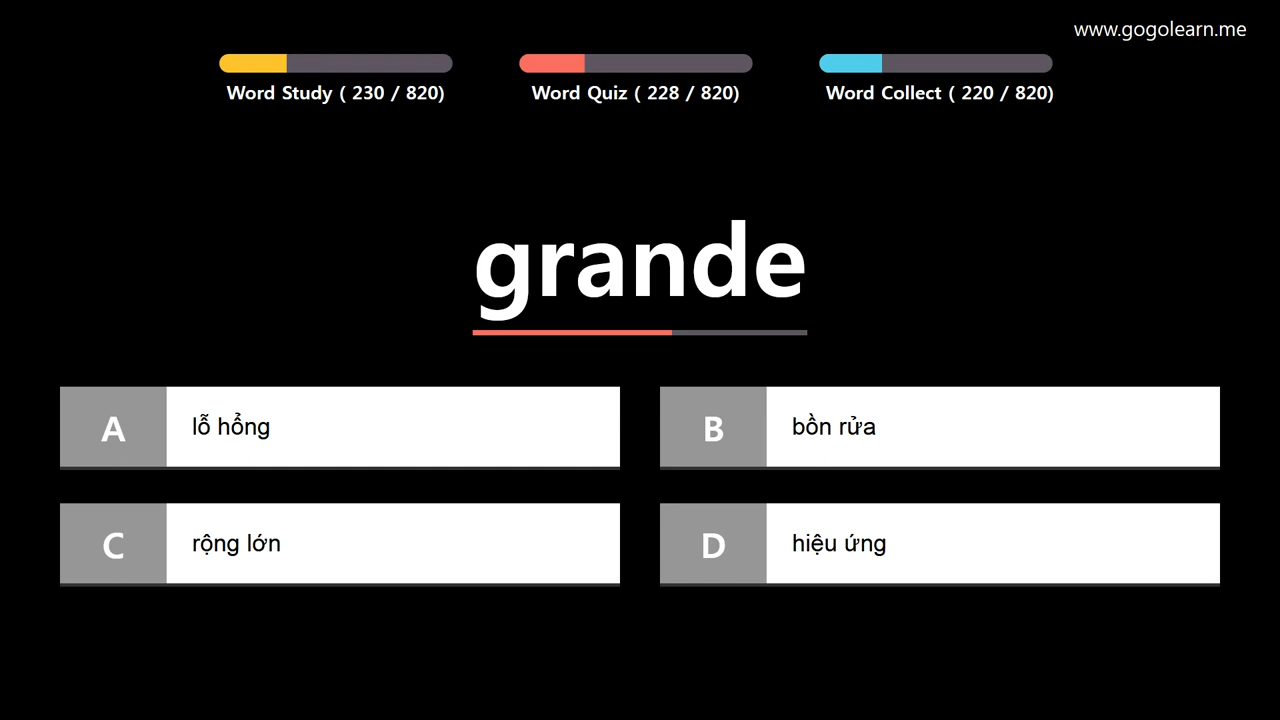 www.gogolearn.me
Word Study ( 230 / 820)
Word Quiz ( 228 / 820)
Word Collect ( 220 / 820)
grande
A
lỗ hổng
B
bồn rửa
C
rộng lớn
D
hiệu ứng